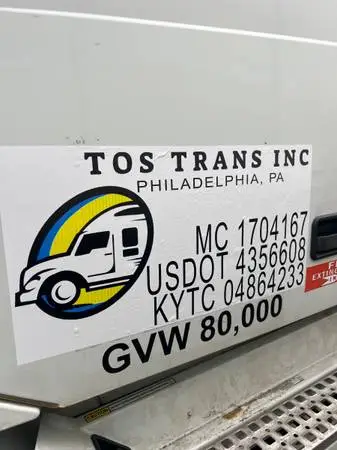 TOS TRANS INC
PHILADELPHIA, PA
MC 1704167
USDOT 4356608
KYTC 04864233
GVW 80,000